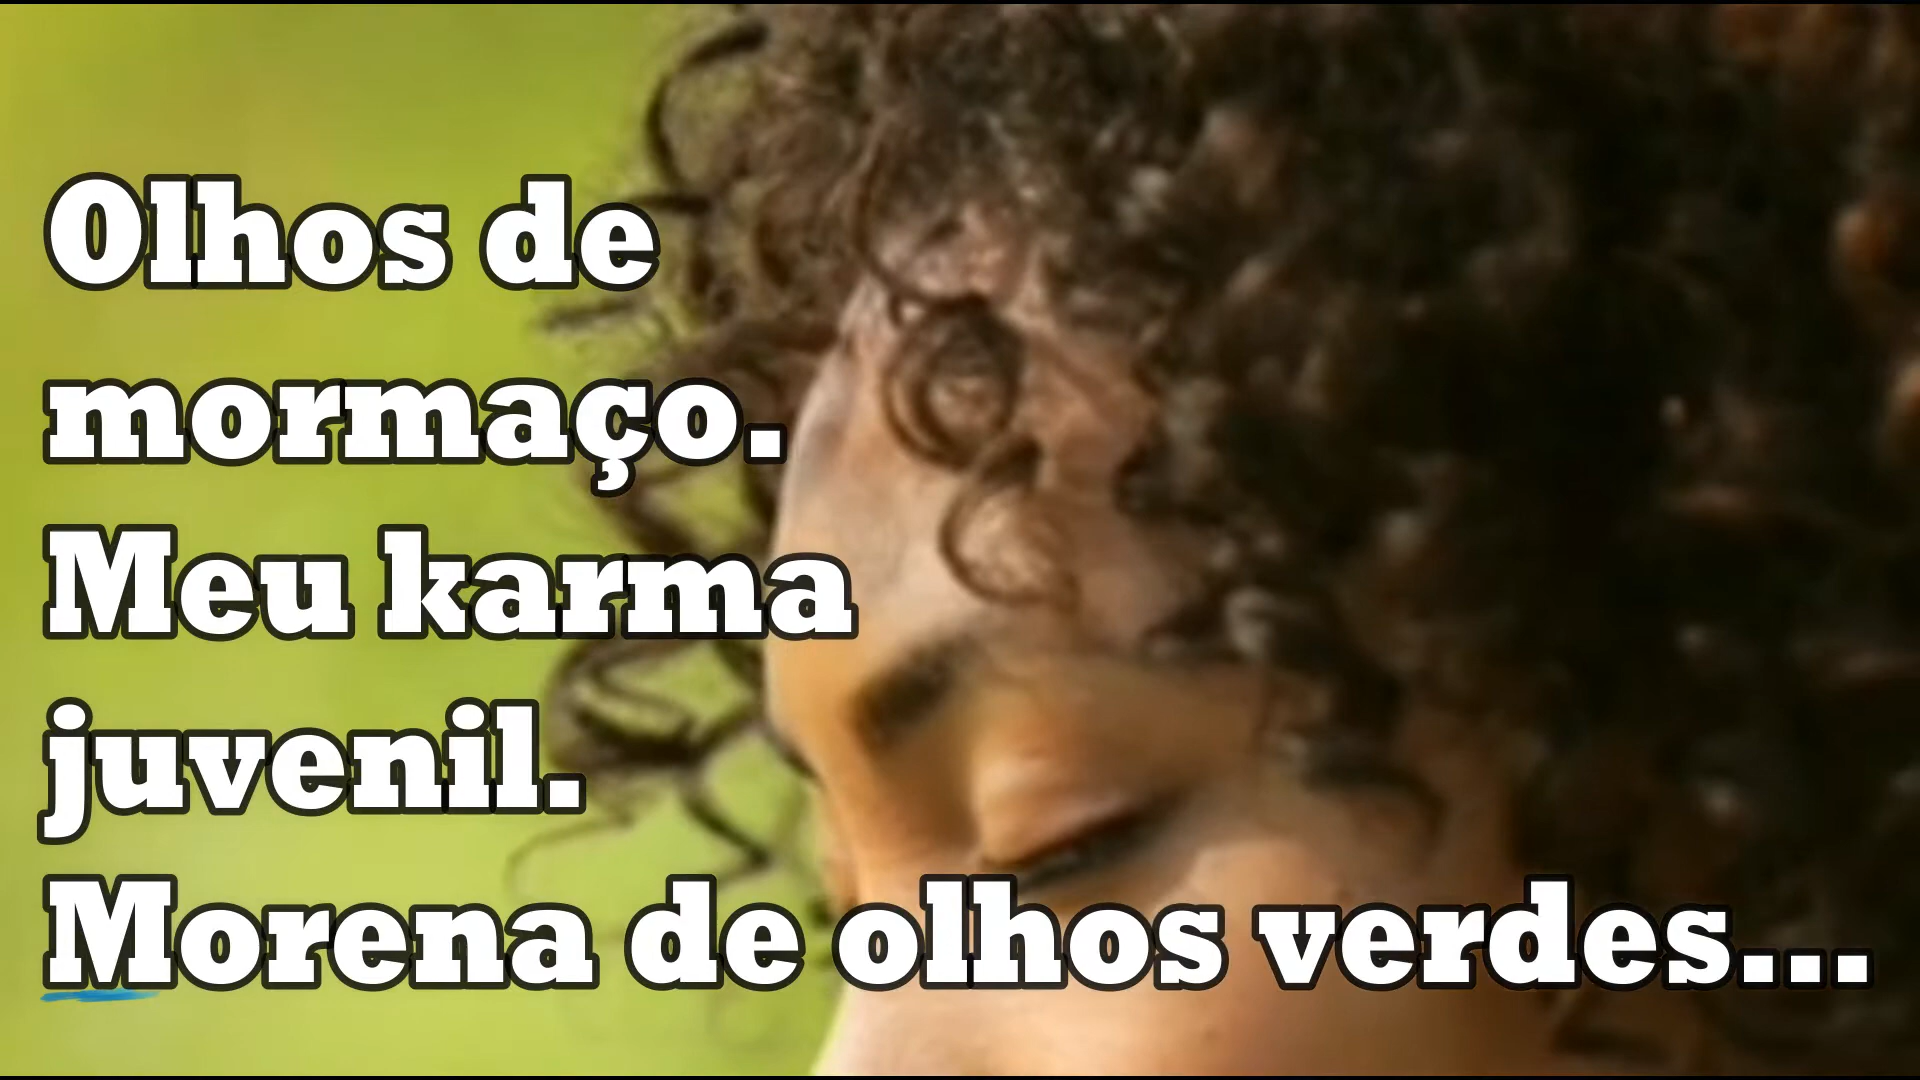 Olhos de
mormaço.
Meu karma
juvenil.
Morena de olhos verdes...